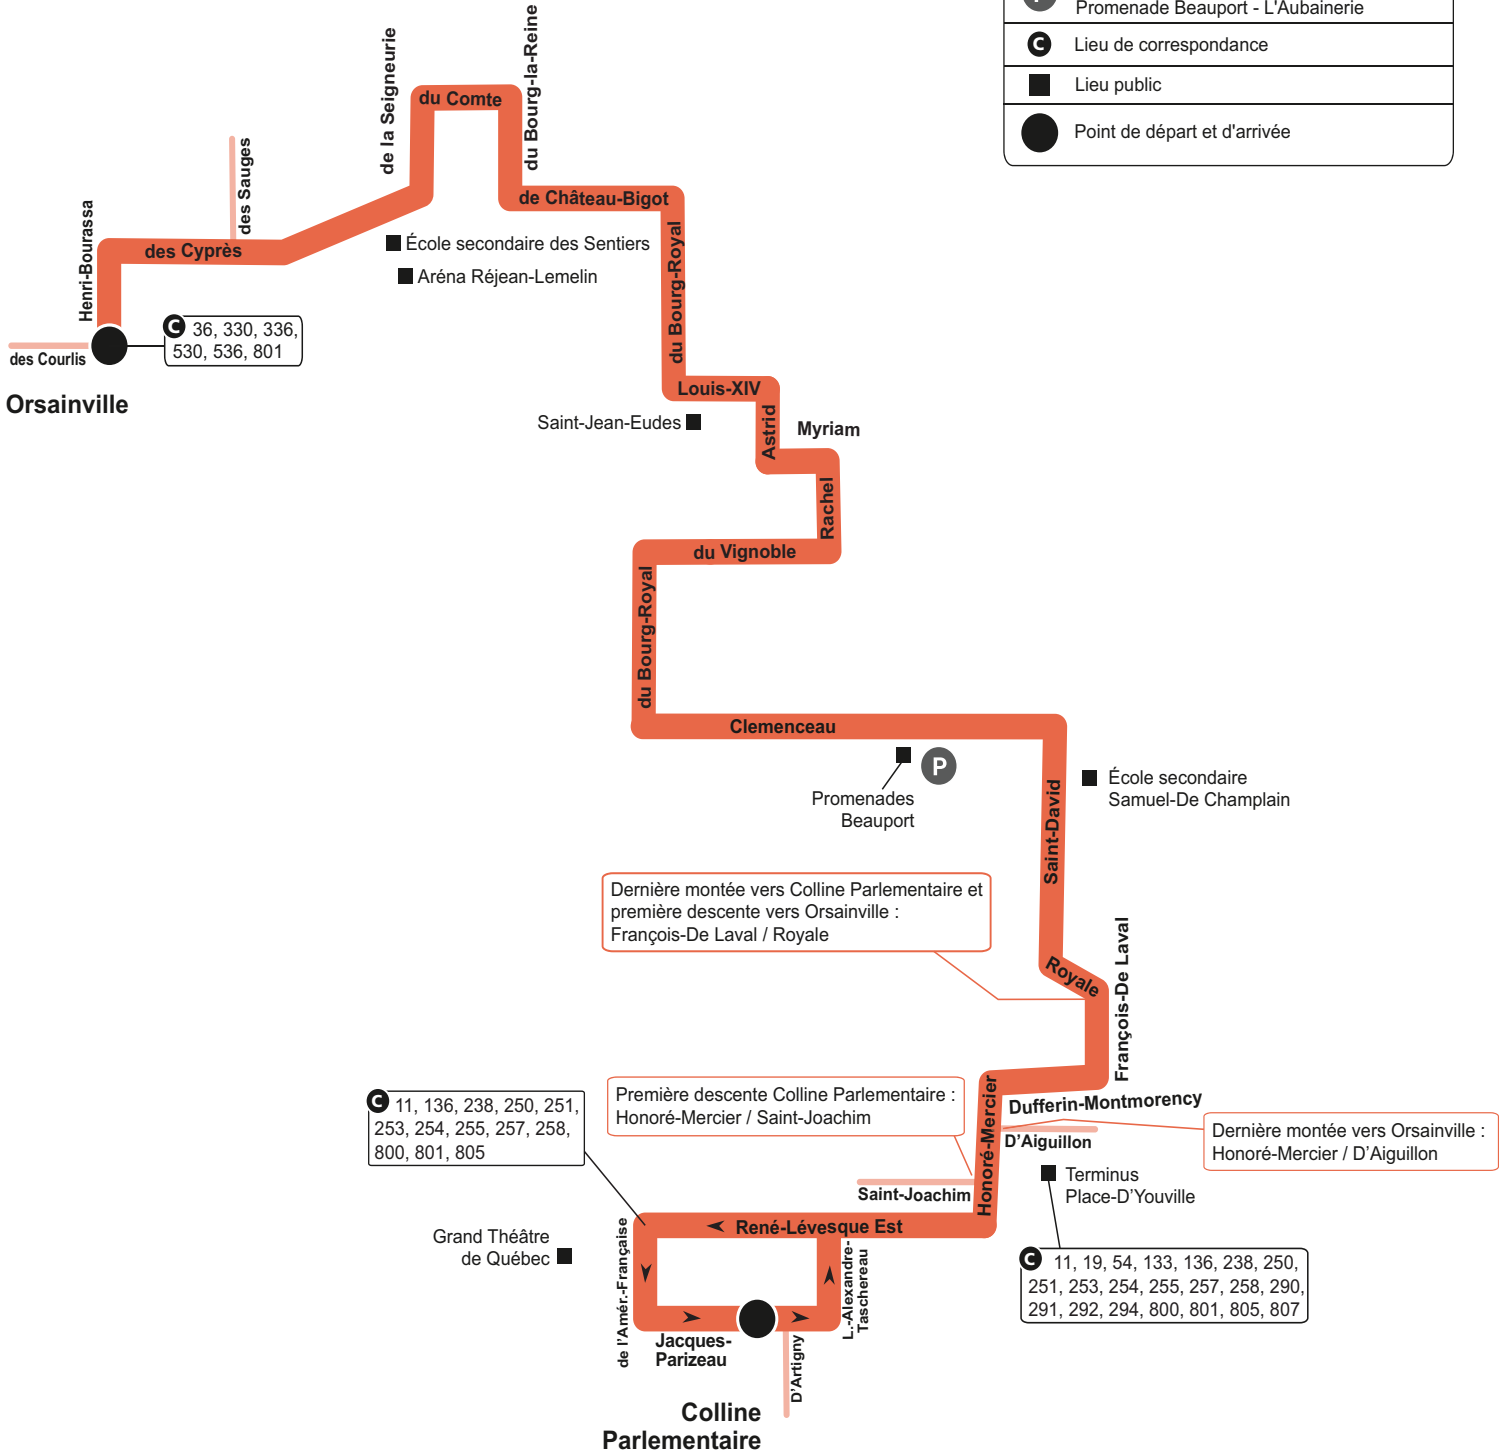 P
Promenade Beauport - L'Aubainerie
C Lieu de correspondance
Lieu public
Point de départ et d'arrivée
de la Seigneurie
du Comte
du Bourg-la-Reine
des Sauges
de Château-Bigot
Henri-Bourassa
des Cyprès
École secondaire des Sentiers
Aréna Réjean-Lemelin
du Bourg-Royal
C 36, 330, 336,
530, 536, 801
des Courlis
Orsainville
Louis-XIV
Saint-Jean-Eudes
Astrid
Myriam
Rachel
du Vignoble
du Bourg-Royal
Clemenceau
P
Promenades
Beauport
Saint-David
École secondaire
Samuel-De Champlain
Dernière montée vers Colline Parlementaire et
première descente vers Orsainville :
François-De Laval / Royale
Royale
François-De Laval
C 11, 136, 238, 250, 251,
253, 254, 255, 257, 258,
800, 801, 805
Première descente Colline Parlementaire :
Honoré-Mercier / Saint-Joachim
Honoré-Mercier
Dufferin-Montmorency
D'Aiguillon
Dernière montée vers Orsainville :
Honoré-Mercier / D'Aiguillon
Terminus
Place-D'Youville
Saint-Joachim
René-Lévesque Est
Grand Théâtre
de Québec
de l'Amér.-Française
L.-Alexandre-
Taschereau
C 11, 19, 54, 133, 136, 238, 250,
251, 253, 254, 255, 257, 258, 290,
291, 292, 294, 800, 801, 805, 807
Jacques-
Parizeau
D'Artigny
Colline
Parlementaire